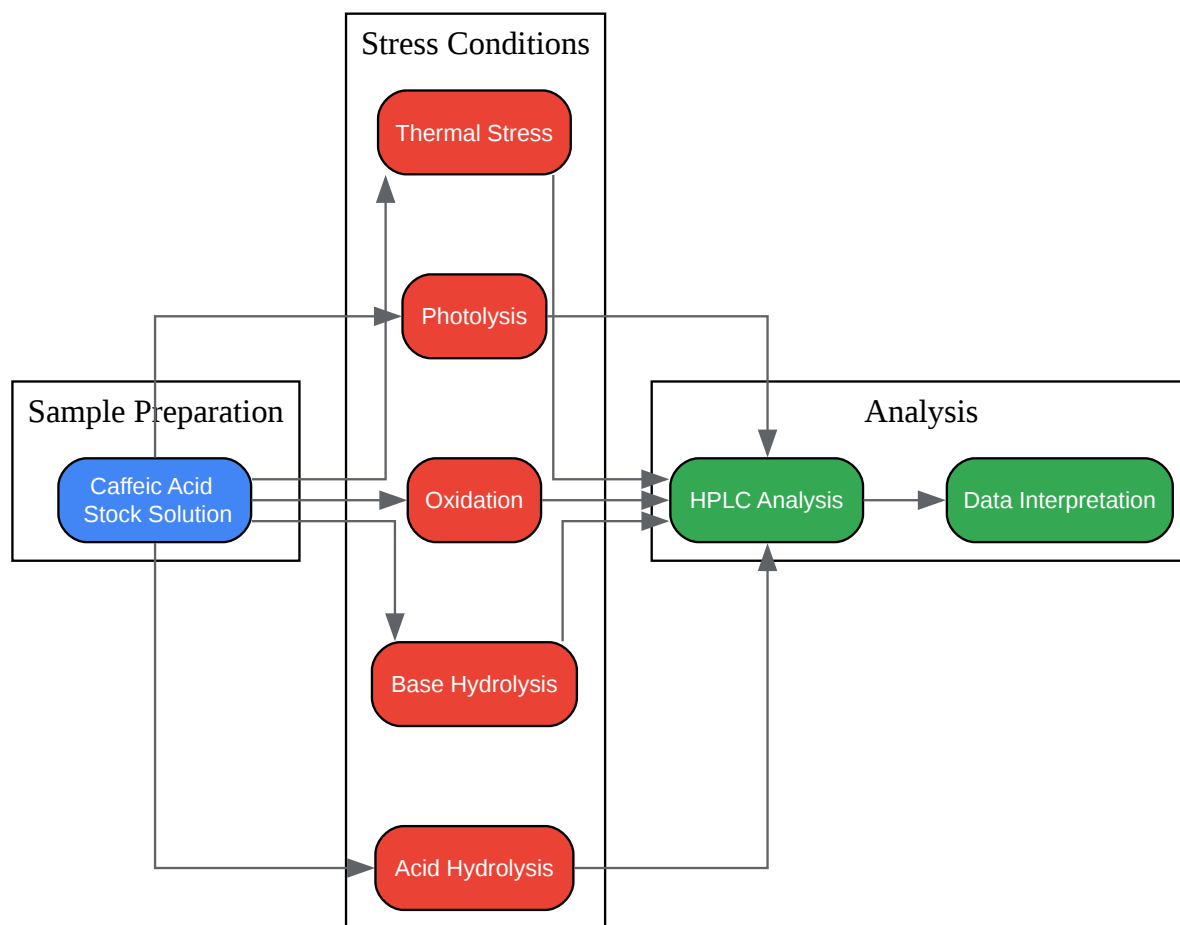 Stress Conditions
Thermal Stress
Photolysis
Sample Preparation
Analysis
Caffeic Acid
Stock Solution
Oxidation
HPLC Analysis
Data Interpretation
Base Hydrolysis
Acid Hydrolysis